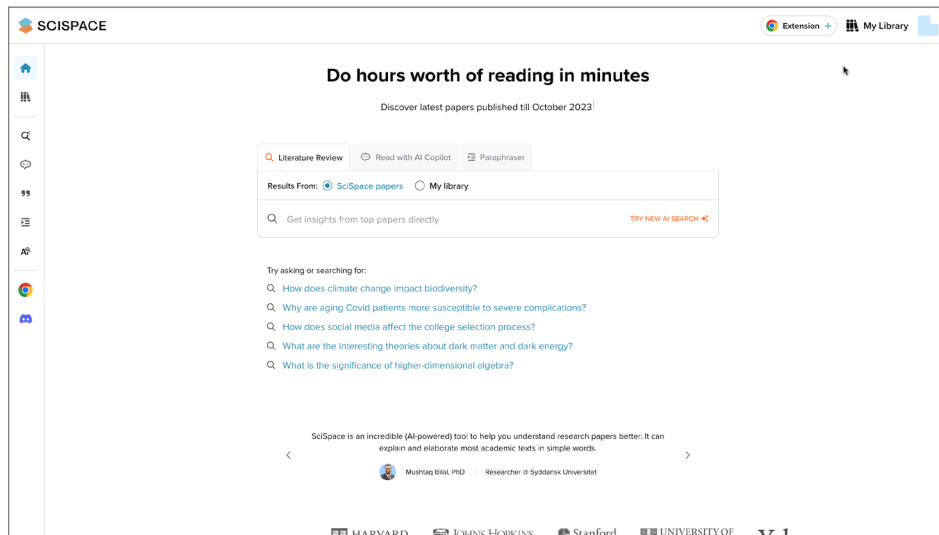 SCISPACE
Extension +
My Library
Do hours worth of reading in minutes
Discover latest papers published till October 2023
Literature Review
Read with AI Copilot
Paraphraser
Results From:
SciSpace papers
My library
Get insights from top papers directly
TRY NEW AI SEARCH
Try asking or searching for:
How does climate change impact biodiversity?
Why are aging Covid patients more susceptible to severe complications?
How does social media affect the college selection process?
What are the interesting theories about dark matter and dark energy?
What is the significance of higher-dimensional algebra?
SciSpace is an incredible (AI-powered) tool to help you understand research papers better. It can
explain and elaborate most academic texts in simple words.
Mushtaq Bilal, PhD
Researcher @ Syddansk Universitet
HARVARD
JOHNS HOPKINS
Stanford
UNIVERSITY OF